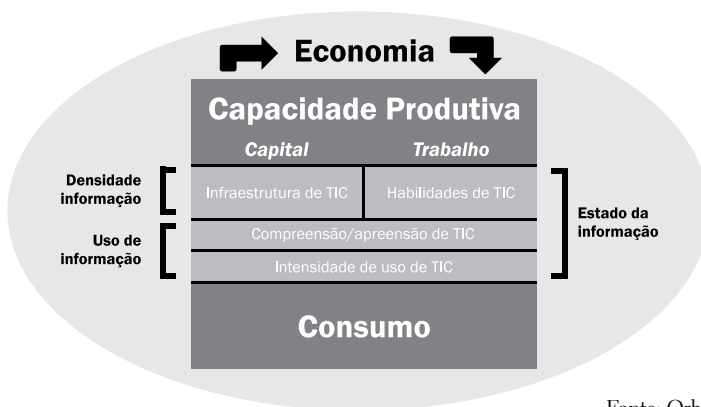 Economia
Capacidade Produtiva
Capital Trabalho
Densidade
informação
Infraestrutura de TIC Habilidades de TIC
Uso de
informação
Compreensão/apreensão de TIC
Intensidade de uso de TIC
Estado da
informação
Consumo
Fonte: